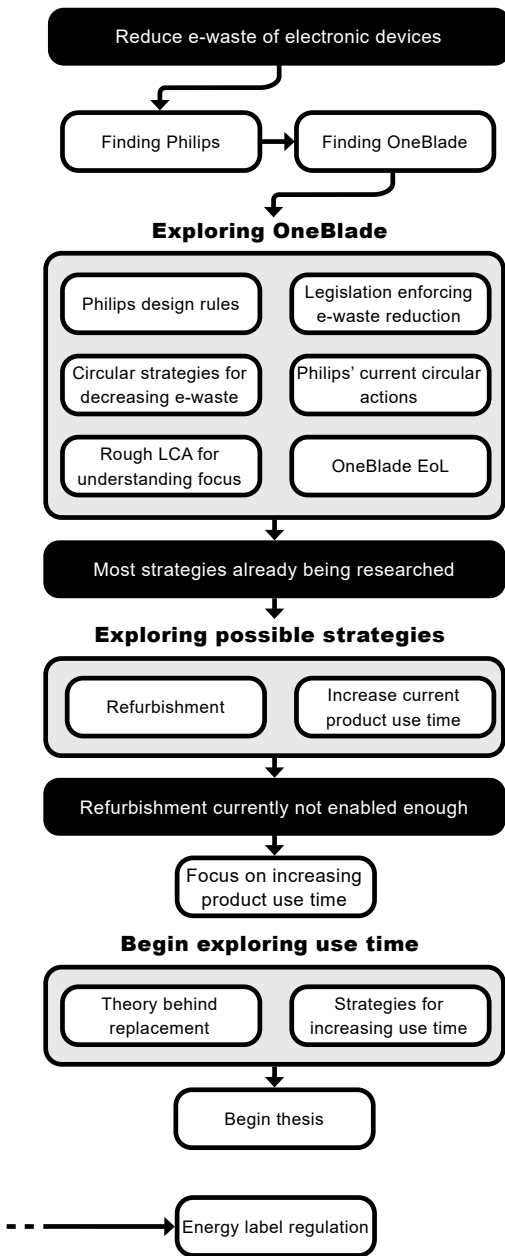 Reduce e-waste of electronic devices
Finding Philips
Finding OneBlade
Exploring OneBlade
Philips design rules
Legislation enforcing
e-waste reduction
Circular strategies for
decreasing e-waste
Philips' current circular
actions
Rough LCA for
understanding focus
OneBlade EoL
Most strategies already being researched
Exploring possible strategies
Refurbishment
Increase current
product use time
Refurbishment currently not enabled enough
Focus on increasing
product use time
Begin exploring use time
Theory behind
replacement
Strategies for
increasing use time
Begin thesis
Energy label regulation